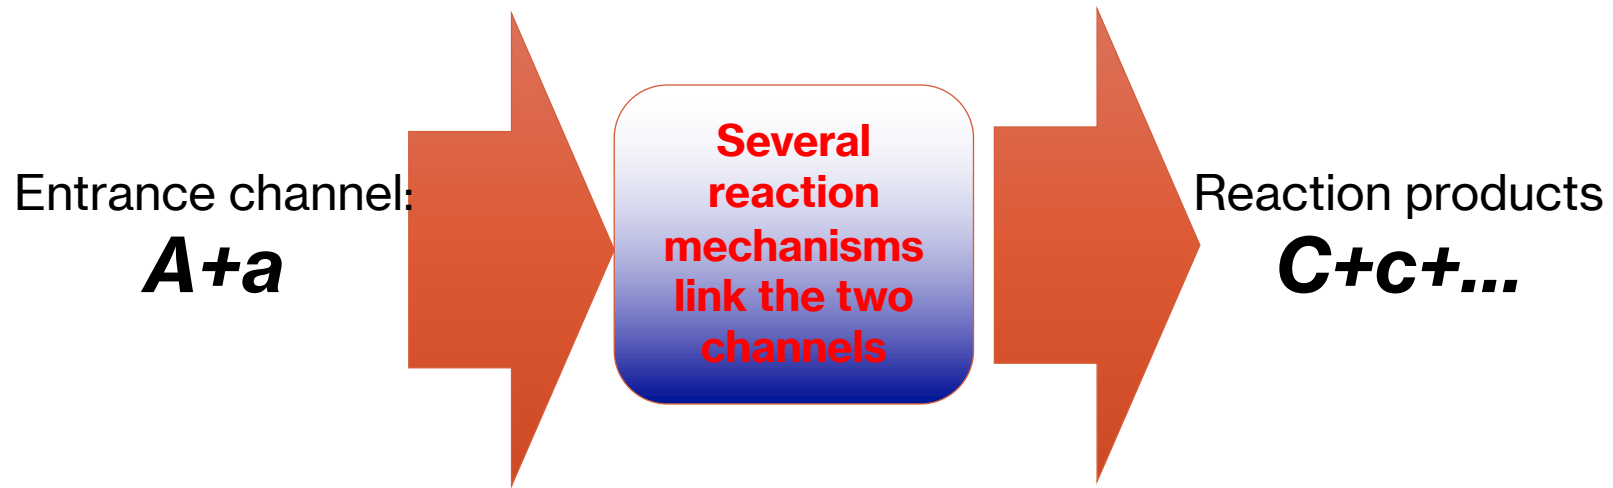 Entrance channel:
A+a
Several
reaction
mechanisms
link the two
channels
Reaction products
C+c+...